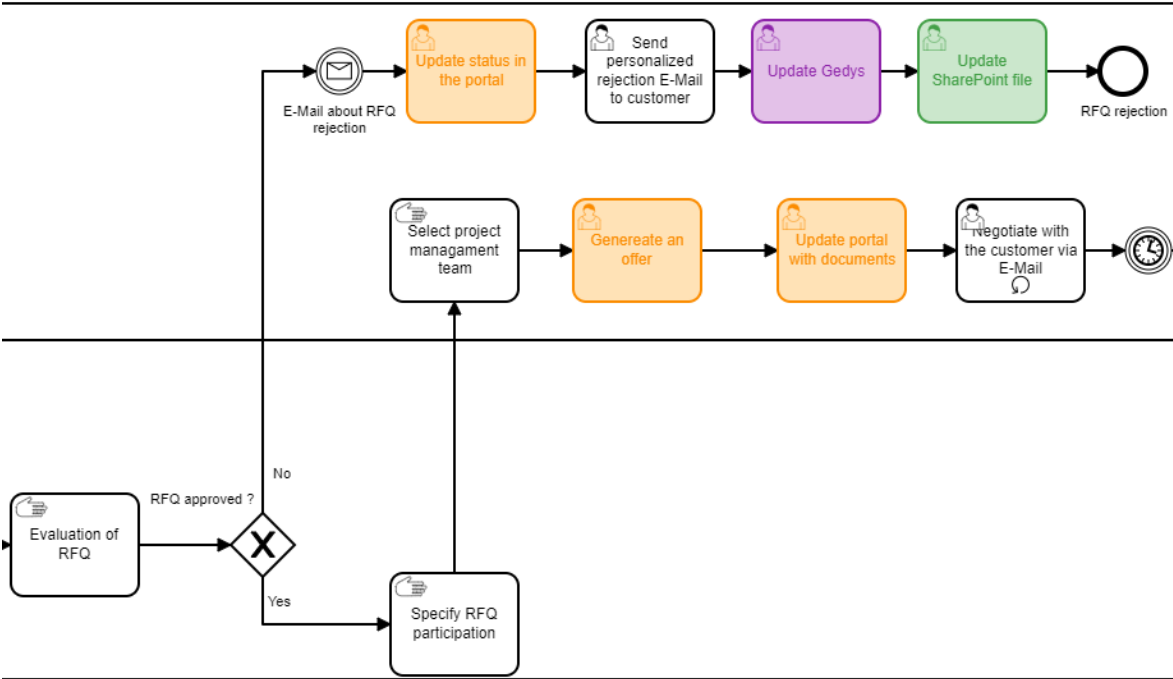 E-Mail about RFQ
rejection
Update status in
the portal
Send
personalized
rejection E-Mail
to customer
Update Gedys
Update
SharePoint file
RFQ rejection
Select project
managament
team
Genereate an
offer
Update portal
with documents
Negotiate with
the customer via
E-Mail
No
RFQ approved ?
Evaluation of
RFQ
X
Yes
Specify RFQ
participation